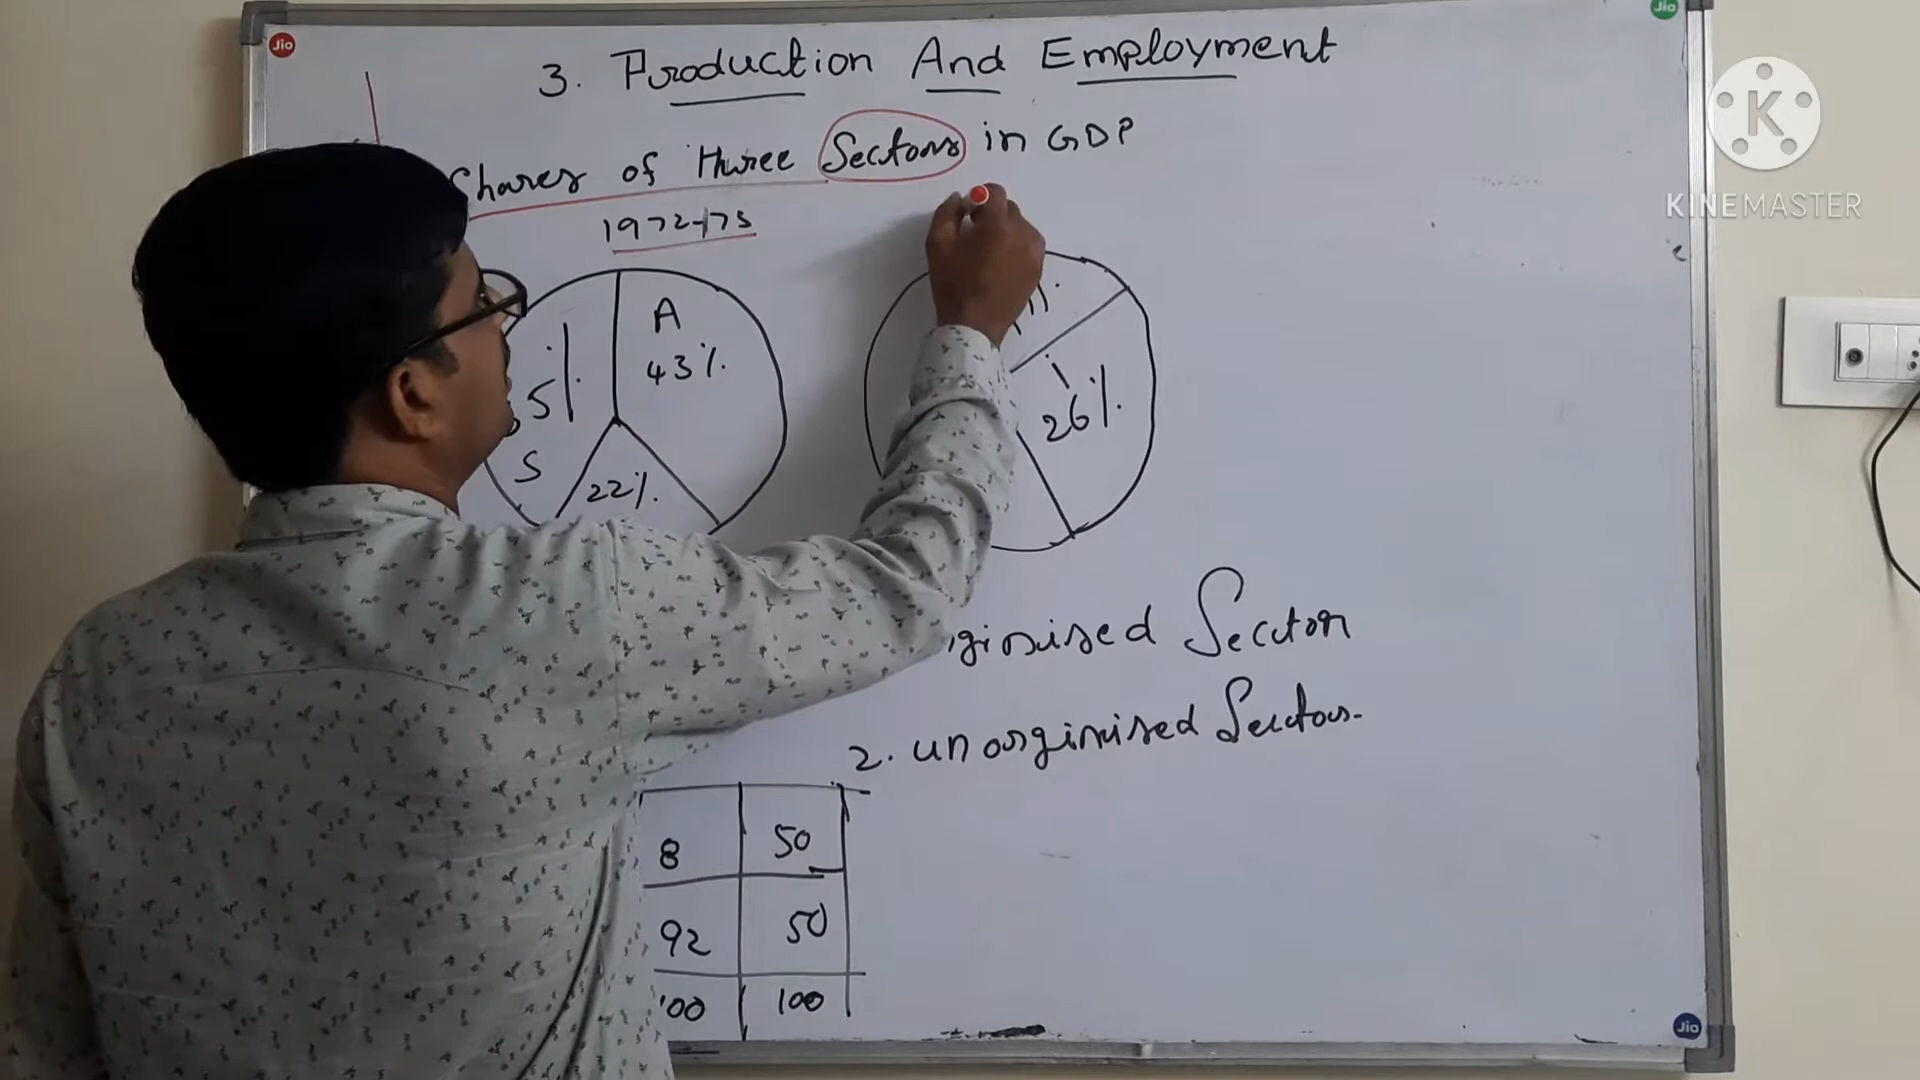 Jio
Jio
3. Production And Employment
K
KINEMASTER
Shares of three Sectors in GDP
1972-73
A
43%.
5%
S
22%.
26%.
Sector
2. unorginised Sectors.
8 50
92 50
100 100
Jio